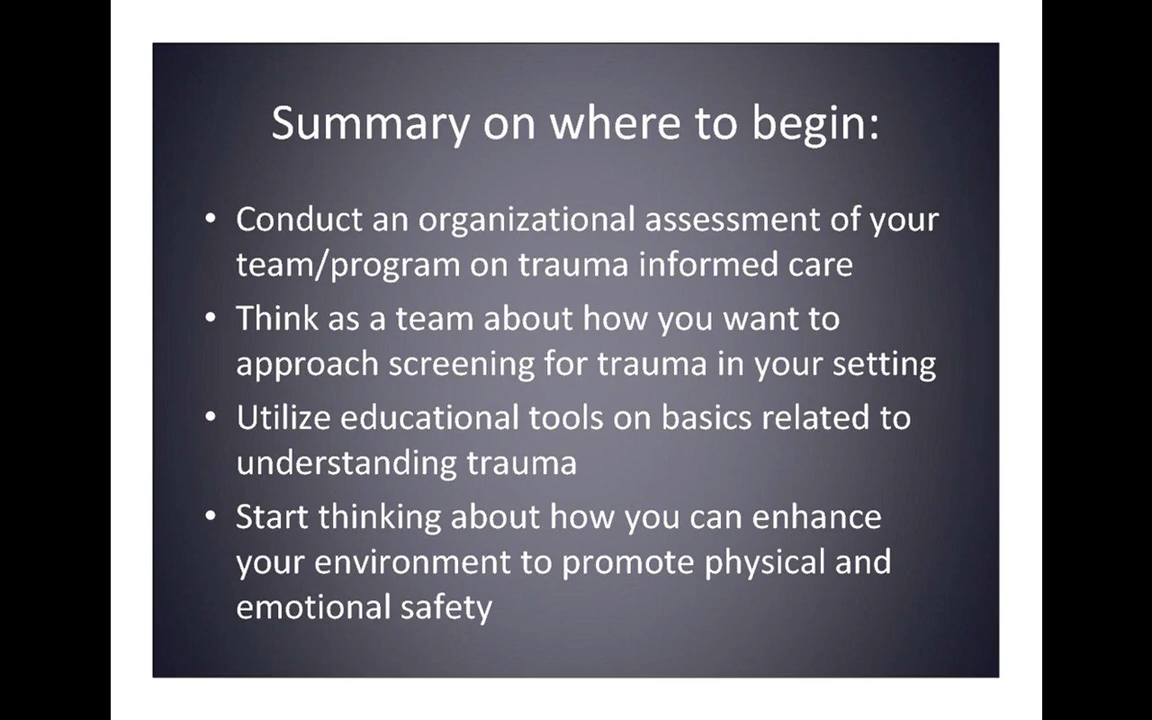 Summary on where to begin:
• Conduct an organizational assessment of your
team/program on trauma informed care
• Think as a team about how you want to
approach screening for trauma in your setting
• Utilize educational tools on basics related to
understanding trauma
• Start thinking about how you can enhance
your environment to promote physical and
emotional safety